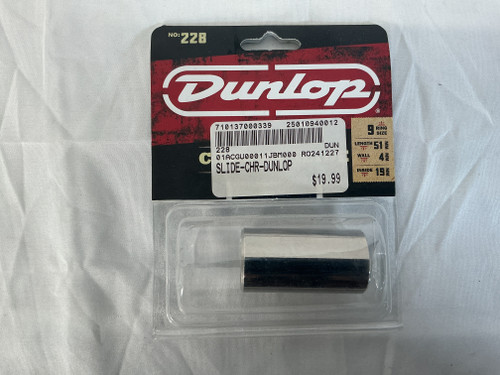 NO: 228
Dunlop
710137000339 25010940012
228 DUN
01ACGU00011JBM000 RO241227
SLIDE-CHR-DUNLOP
$19.99
9 RING SIZE
LENGTH 51
WALL 4
INSIDE 19